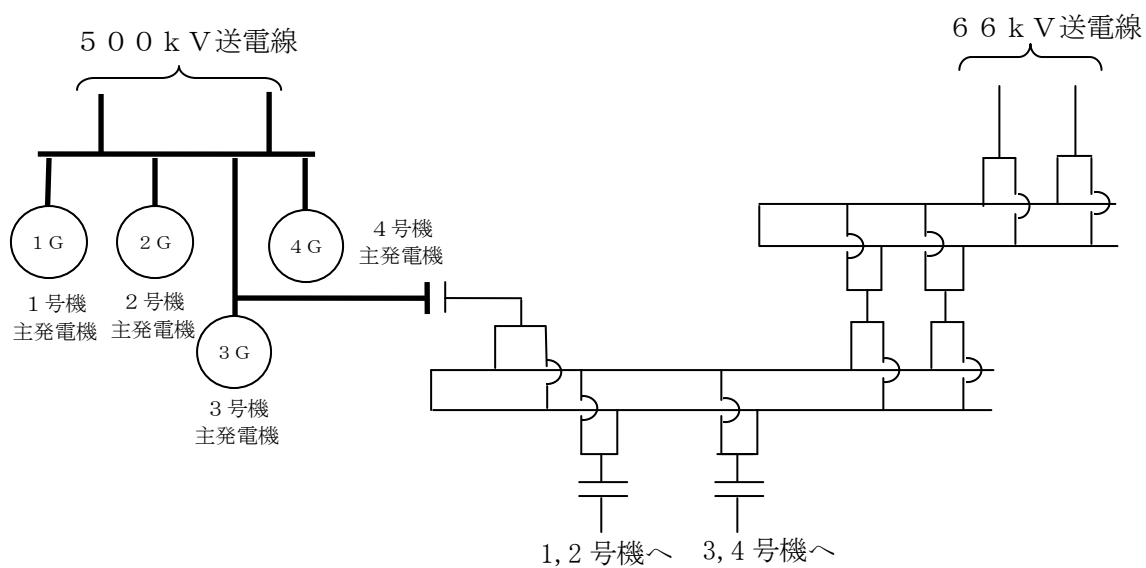 ５００ｋＶ送電線
６６ｋＶ送電線
１Ｇ
２Ｇ
４Ｇ
４号機
主発電機
１号機
主発電機
２号機
主発電機
３Ｇ
３号機
主発電機
1,2号機へ
3,4号機へ